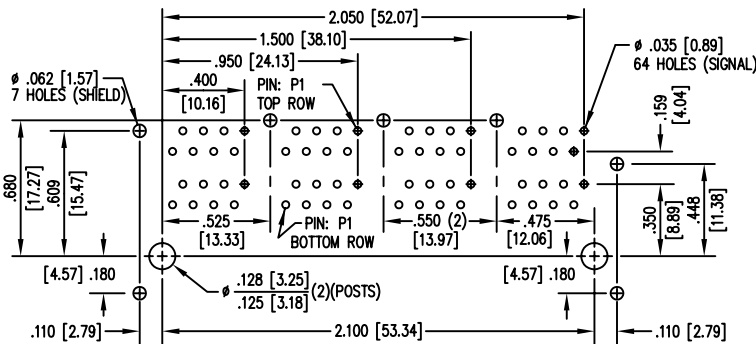 2.050 [52.07]
1.500 [38.10]
.950 [24.13]
ø .062 [1.57]
7 HOLES (SHIELD)
.400
[10.16]
PIN: P1
TOP ROW
ø .035 [0.89]
64 HOLES (SIGNAL)
.159
[4.04]
.680
[17.27]
.609
[15.47]
.350
[8.89]
.448
[11.38]
.525
[13.33]
PIN: P1
BOTTOM ROW
.550 (2)
[13.97]
.475
[12.06]
[4.57] .180
ø .128 [3.25]
.125 [3.18] (2)(POSTS)
[4.57] .180
.110 [2.79]
2.100 [53.34]
.110 [2.79]